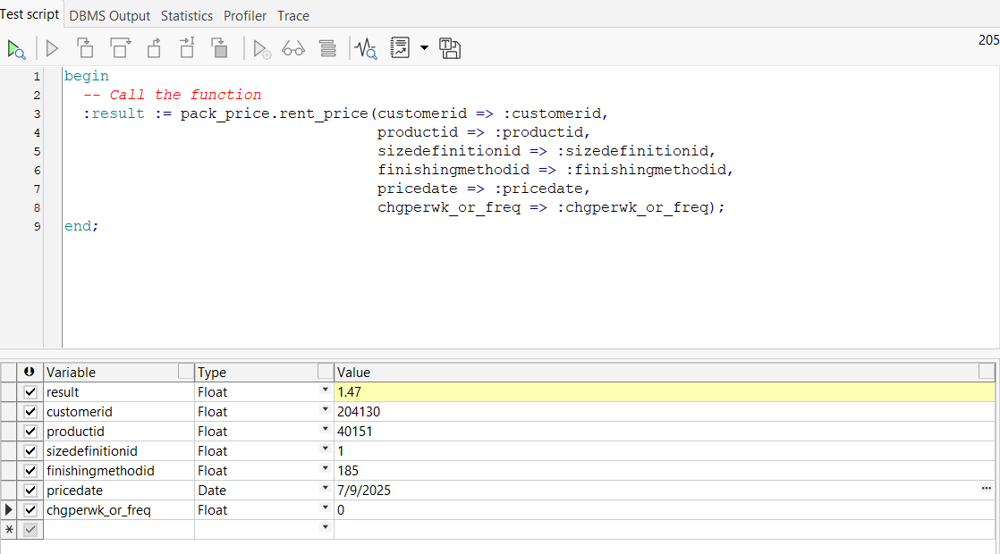 Test script DBMS Output Statistics Profiler Trace
205
1 begin
2 -- Call the function
3 :result := pack_price.rent_price(customerid => :customerid,
4 productid => :productid,
5 sizedefinitionid => :sizedefinitionid,
6 finishingmethodid => :finishingmethodid,
7 pricedate => :pricedate,
8 chgperwk_or_freq => :chgperwk_or_freq);
9 end;
Variable Type Value
result Float 1.47
customerid Float 204130
productid Float 40151
sizedefinitionid Float 1
finishingmethodid Float 185
pricedate Date 7/9/2025 ...
chgperwk_or_freq Float 0
*